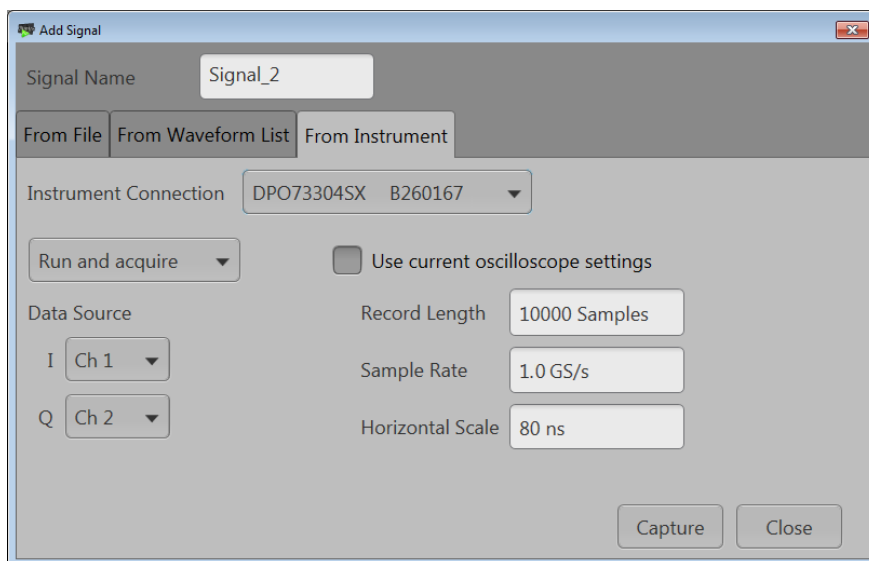 Add Signal
Signal Name Signal_2
From File From Waveform List From Instrument
Instrument Connection DPO73304SX B260167
Run and acquire Use current oscilloscope settings
Data Source Record Length 10000 Samples
I Ch 1 Sample Rate 1.0 GS/s
Q Ch 2 Horizontal Scale 80 ns
Capture Close